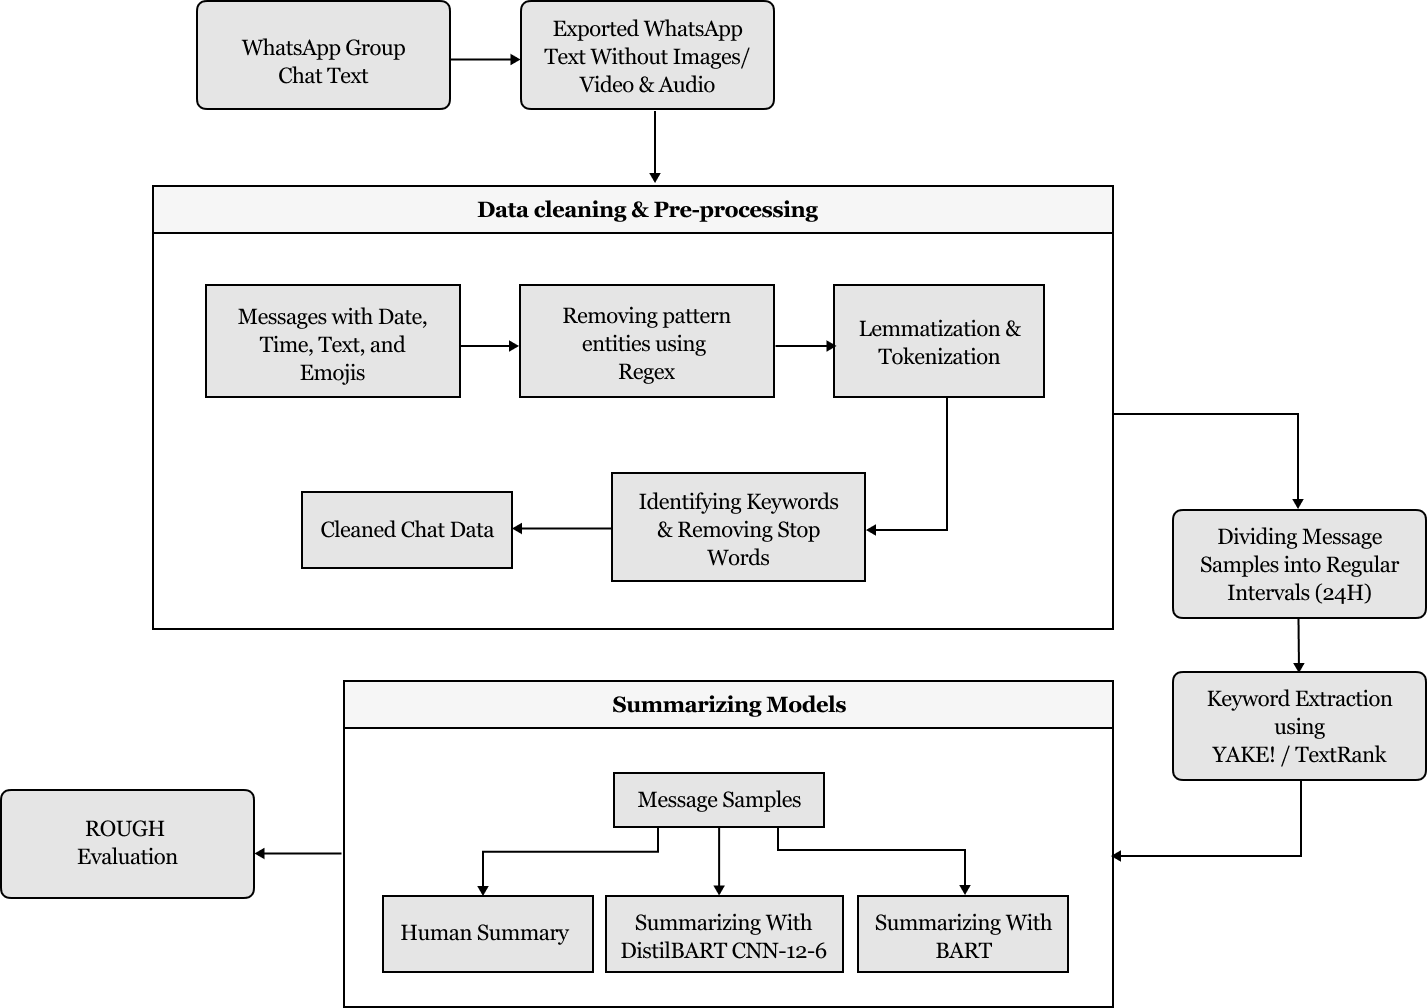 WhatsApp Group
Chat Text
Exported WhatsApp
Text Without Images/
Video & Audio
Data cleaning & Pre-processing
Messages with Date,
Time, Text, and
Emojis
Removing pattern
entities using
Regex
Lemmatization &
Tokenization
Identifying Keywords
& Removing Stop
Words
Cleaned Chat Data
Dividing Message
Samples into Regular
Intervals (24H)
Keyword Extraction
using
YAKE! / TextRank
Summarizing Models
Message Samples
Human Summary
Summarizing With
DistilBART CNN-12-6
Summarizing With
BART
ROUGH
Evaluation